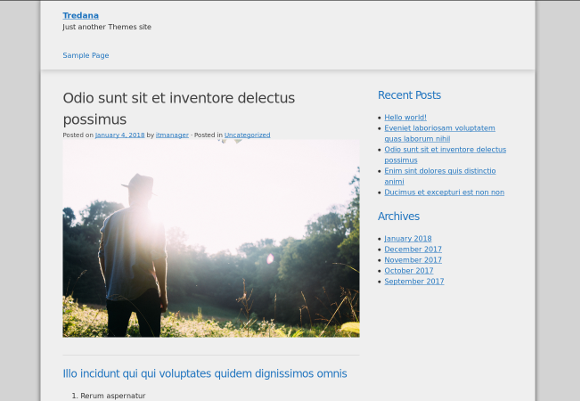 Tredana
Just another Themes site
Sample Page
Odio sunt sit et inventore delectus
possimus
Posted on January 4, 2018 by itmanager - Posted in Uncategorized
Illo incidunt qui qui voluptates quidem dignissimos omnis
1. Rerum aspernatur
Recent Posts
Hello world!
Eveniet laboriosam voluptatem
quas laborum nihil
Odio sunt sit et inventore delectus
possimus
Enim sint dolores quis distinctio
animi
Ducimus et excepturi est non non
Archives
January 2018
December 2017
November 2017
October 2017
September 2017